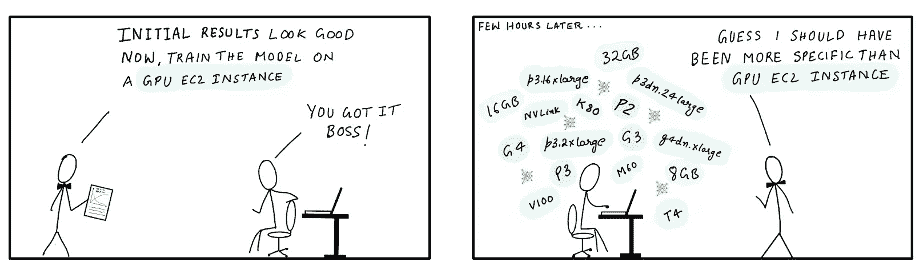 INITIAL RESULTS LOOK GOOD
NOW, TRAIN THE MODEL ON
A GPU EC2 INSTANCE
YOU GOT IT
BOSS!
FEW HOURS LATER...
32GB
p3.16xlarge
p3dn.24large
16GB
NVLink
K80
P2
G4
p3.2xlarge
G3
g4dn.xlarge
P3
M60
8GB
V100
T4
GUESS I SHOULD HAVE
BEEN MORE SPECIFIC THAN
GPU EC2 INSTANCE